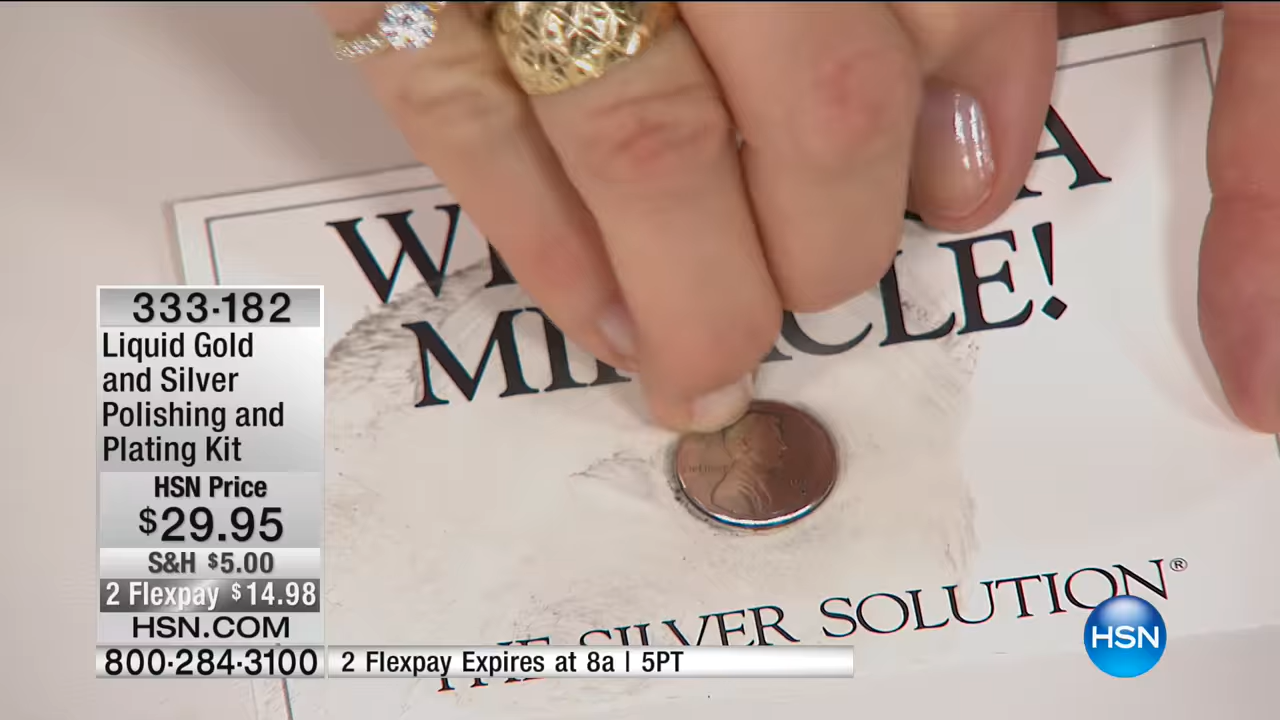 333·182
Liquid Gold
and Silver
Polishing and
Plating Kit
HSN Price
$29.95
S&H $5.00
2 Flexpay $14.98
HSN.COM
800·284·3100
2 Flexpay Expires at 8a | 5PT
A
THE SILVER SOLUTION®
HSN